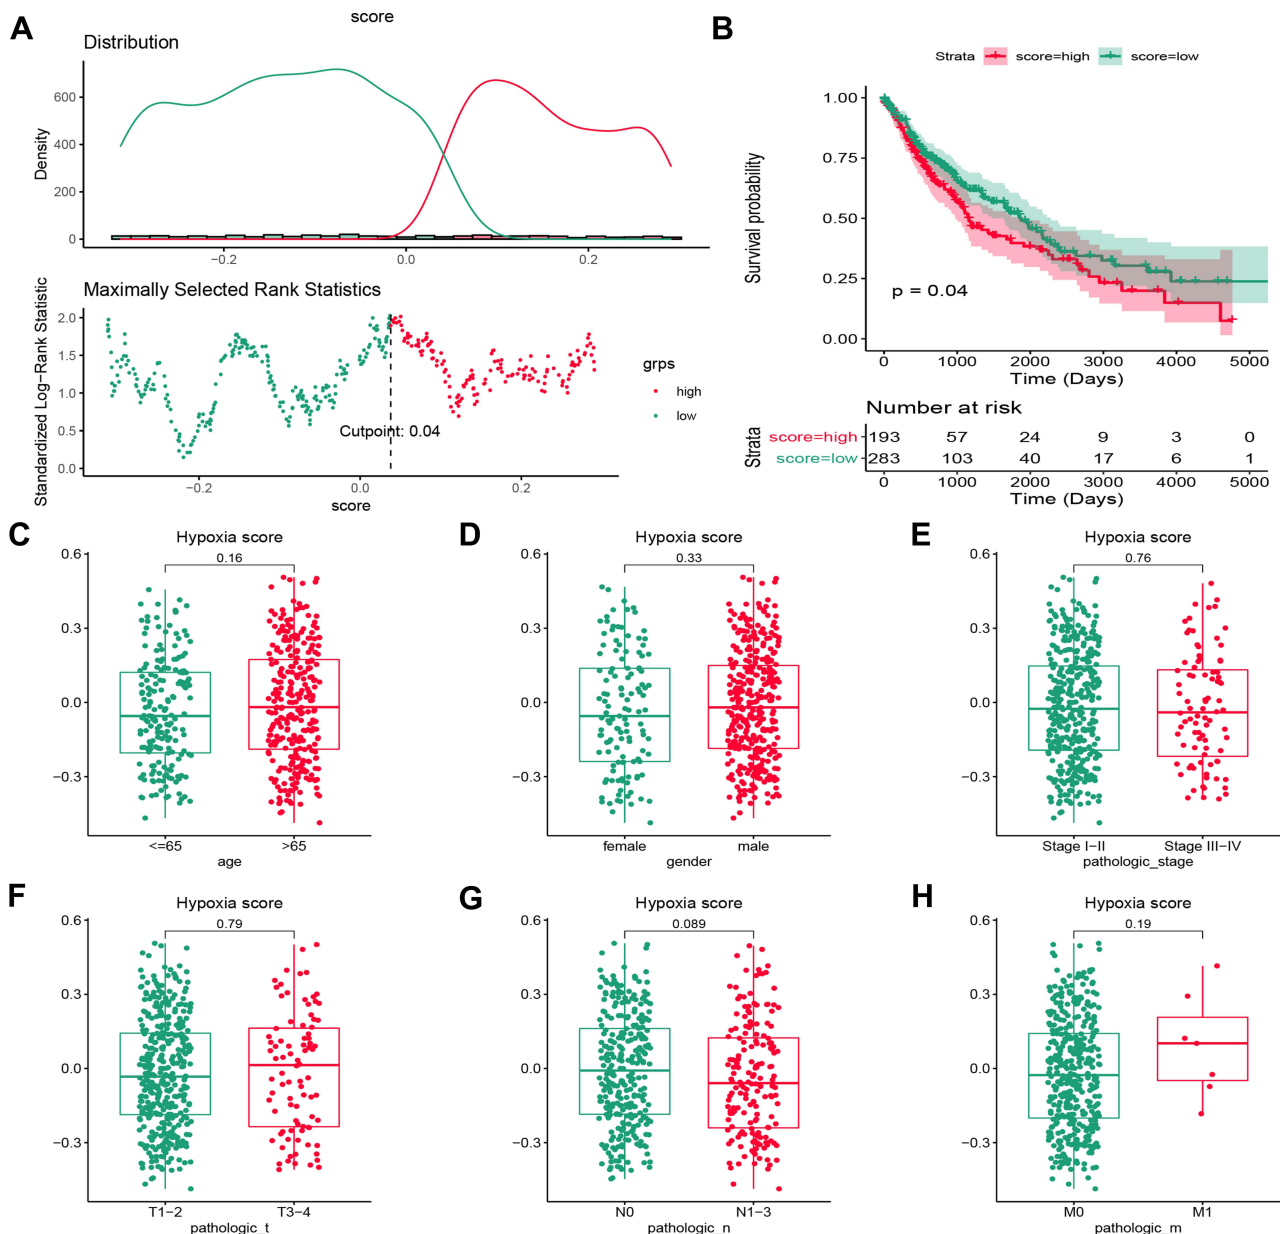 A
score
Distribution
Density
600
400
200
0
−0.2
0.0
0.2
Maximally Selected Rank Statistics
Standardized Log−Rank Statistic
2.0
1.5
1.0
0.5
0.0
Cutpoint: 0.04
−0.2
0.0
0.2
score
grps
high
low
B
Strata score=high score=low
Survival probability
1.00
0.75
0.50
0.25
0.00
p = 0.04
0 1000 2000 3000 4000 5000
Time (Days)
Number at risk
Strata
score=high 193 57 24 9 3 0
score=low 283 103 40 17 6 1
0 1000 2000 3000 4000 5000
Time (Days)
C
Hypoxia score
0.16
0.6
0.3
0.0
−0.3
<=65 >65
age
D
Hypoxia score
0.33
0.6
0.3
0.0
−0.3
female male
gender
E
Hypoxia score
0.76
0.6
0.3
0.0
−0.3
Stage I−II Stage III−IV
pathologic_stage
F
Hypoxia score
0.79
0.6
0.3
0.0
−0.3
T1−2 T3−4
pathologic_t
G
Hypoxia score
0.089
0.6
0.3
0.0
−0.3
N0 N1−3
pathologic_n
H
Hypoxia score
0.19
0.6
0.3
0.0
−0.3
M0 M1
pathologic_m